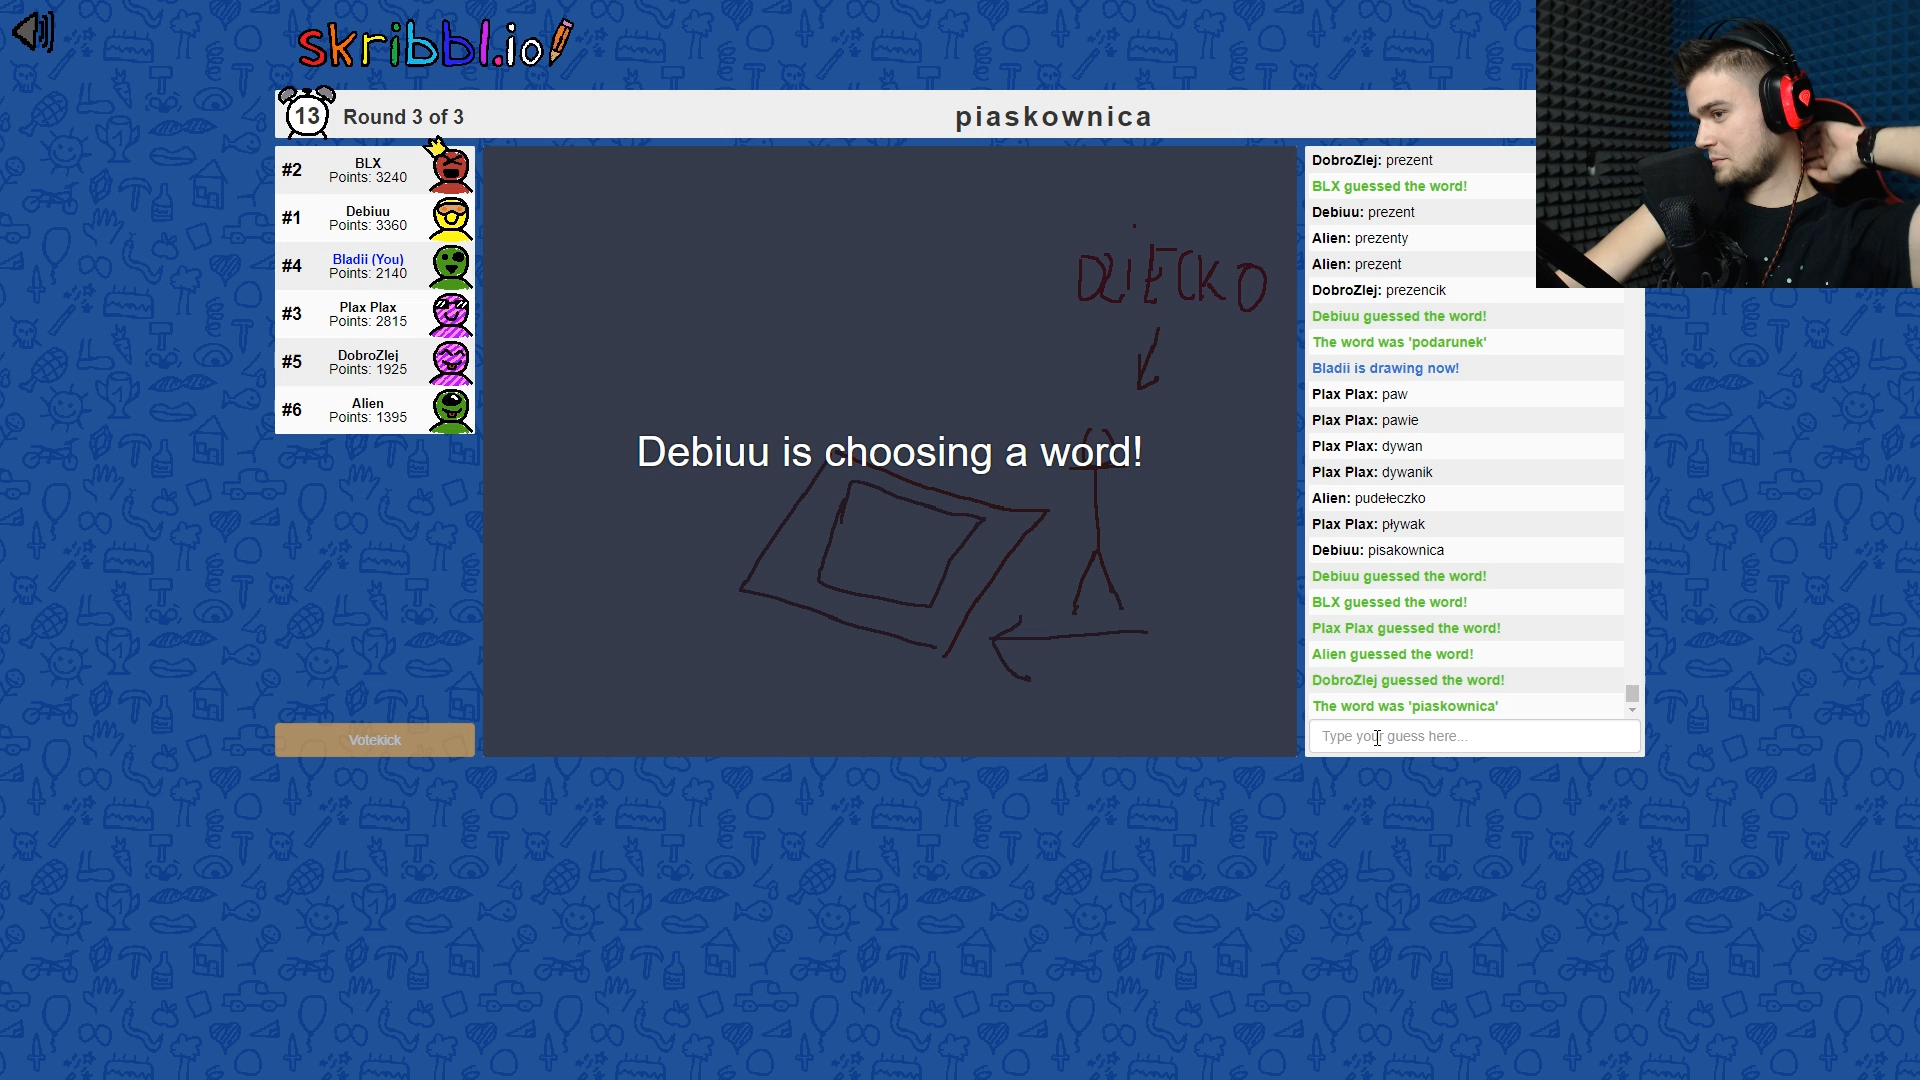 skribbl.io
13
Round 3 of 3
piaskownica
#2
BLX
Points: 3240
#1
Debiuu
Points: 3360
#4
Bladii (You)
Points: 2140
#3
Plax Plax
Points: 2815
#5
DobroZlej
Points: 1925
#6
Alien
Points: 1395
Votekick
DZIECKO
Debiuu is choosing a word!
DobroZlej: prezent
BLX guessed the word!
Debiuu: prezent
Alien: prezenty
Alien: prezent
DobroZlej: prezencik
Debiuu guessed the word!
The word was 'podarunek'
Bladii is drawing now!
Plax Plax: paw
Plax Plax: pawie
Plax Plax: dywan
Plax Plax: dywanik
Alien: pudełeczko
Plax Plax: pływak
Debiuu: pisakownica
Debiuu guessed the word!
BLX guessed the word!
Plax Plax guessed the word!
Alien guessed the word!
DobroZlej guessed the word!
The word was 'piaskownica'
Type your guess here...